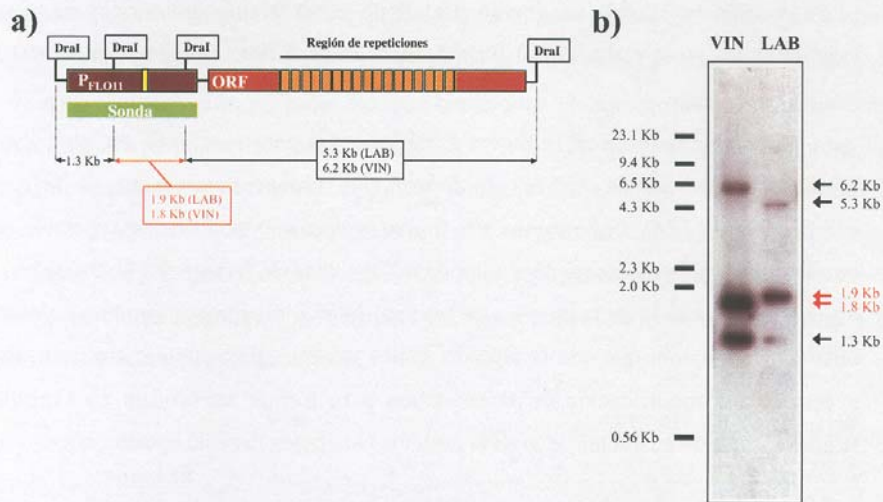 a)
DraI DraI DraI DraI
Región de repeticiones
PFLO11
ORF
Sonda
1.3 Kb
5.3 Kb (LAB)
6.2 Kb (VIN)
1.9 Kb (LAB)
1.8 Kb (VIN)
b)
VIN LAB
23.1 Kb
9.4 Kb
6.5 Kb
4.3 Kb
2.3 Kb
2.0 Kb
0.56 Kb
6.2 Kb
5.3 Kb
1.9 Kb
1.8 Kb
1.3 Kb